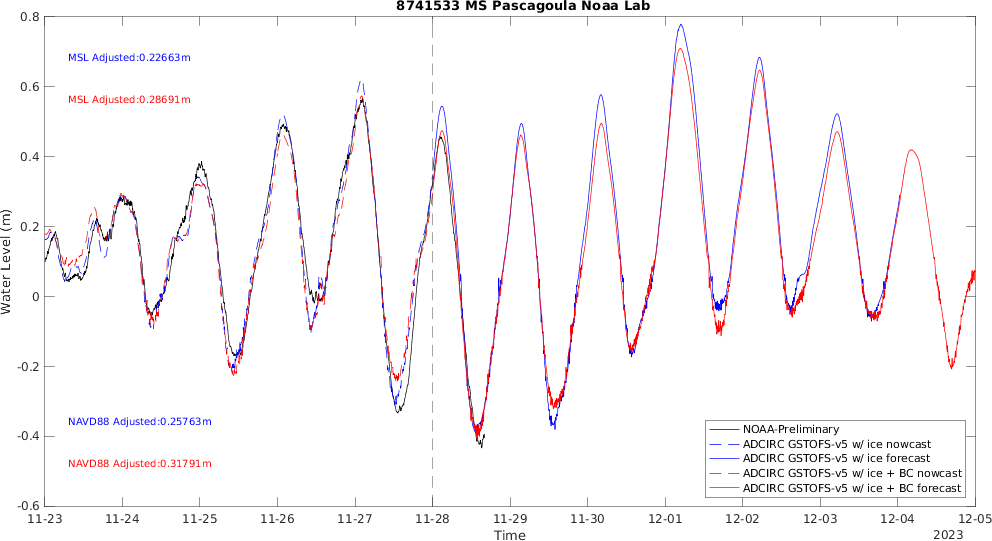 8741533 MS Pascagoula Noaa Lab
0.8
0.6
0.4
0.2
0
-0.2
-0.4
-0.6
Water Level (m)
MSL Adjusted:0.22663m
MSL Adjusted:0.28691m
NAVD88 Adjusted:0.25763m
NAVD88 Adjusted:0.31791m
NOAA-Preliminary
ADCIRC GSTOFS-v5 w/ ice nowcast
ADCIRC GSTOFS-v5 w/ ice forecast
ADCIRC GSTOFS-v5 w/ ice + BC nowcast
ADCIRC GSTOFS-v5 w/ ice + BC forecast
11-23 11-24 11-25 11-26 11-27 11-28 11-29 11-30 12-01 12-02 12-03 12-04 12-05
Time
2023